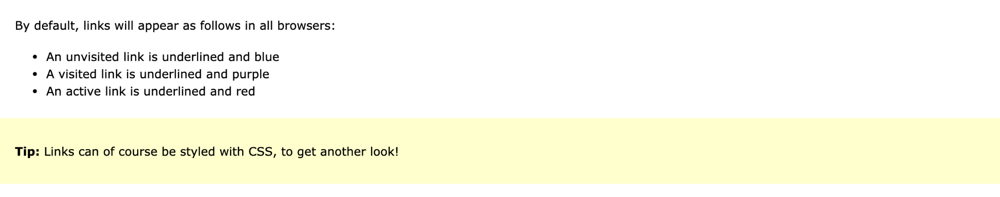 By default, links will appear as follows in all browsers:
• An unvisited link is underlined and blue
• A visited link is underlined and purple
• An active link is underlined and red
Tip: Links can of course be styled with CSS, to get another look!